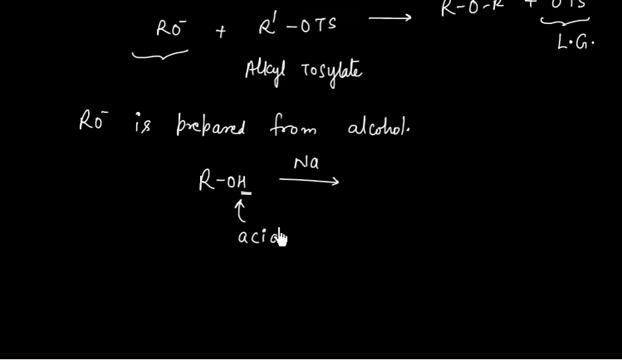 RO⁻ + R' - OTS → R-O-R' + OTS
L.G.
Alkyl Tosylate
RO⁻ is prepared from alcohol.
R-OH Na →
acid